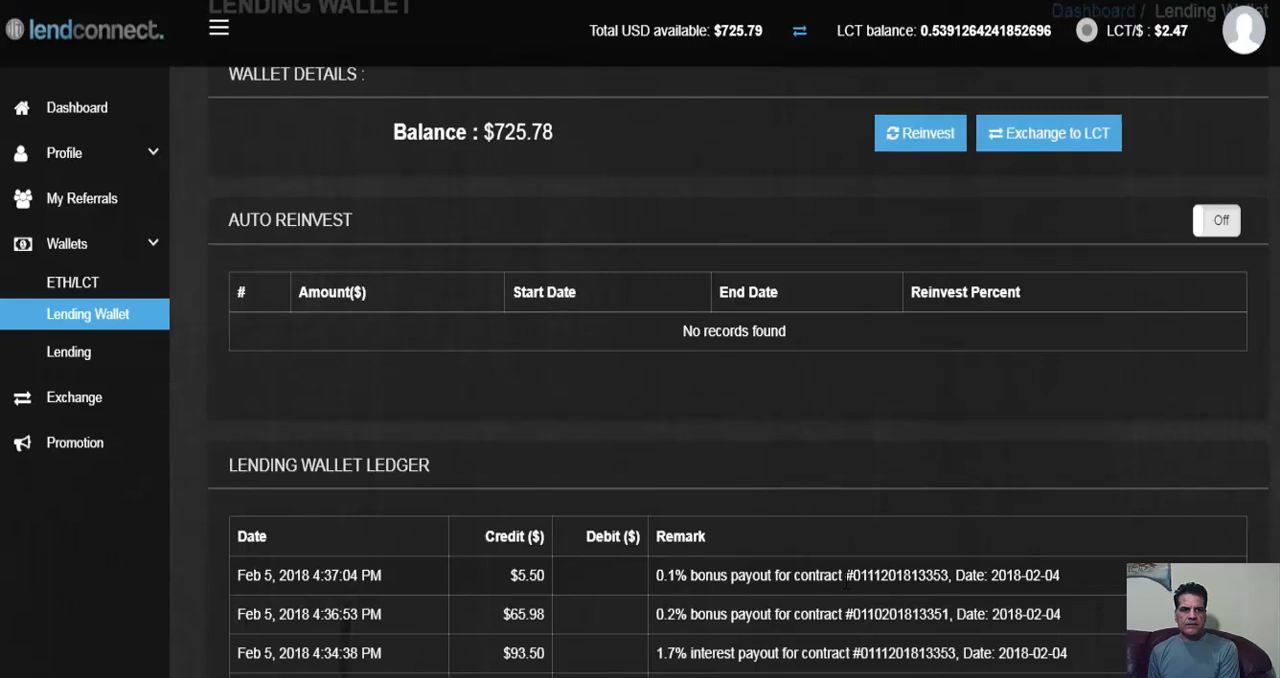 LENDING WALLET
Dashboard / Lending Wallet
lendconnect.
Total USD available: $725.79
LCT balance: 0.5391264241852696
LCT/$ : $2.47
Dashboard
Profile
My Referrals
Wallets
ETH/LCT
Lending Wallet
Lending
Exchange
Promotion
WALLET DETAILS :
Balance : $725.78
Reinvest
Exchange to LCT
AUTO REINVEST
Off
# Amount($) Start Date End Date Reinvest Percent
No records found
LENDING WALLET LEDGER
Date Credit ($) Debit ($) Remark
Feb 5, 2018 4:37:04 PM $5.50 0.1% bonus payout for contract #0111201813353, Date: 2018-02-04
Feb 5, 2018 4:36:53 PM $65.98 0.2% bonus payout for contract #0110201813351, Date: 2018-02-04
Feb 5, 2018 4:34:38 PM $93.50 1.7% interest payout for contract #0111201813353, Date: 2018-02-04